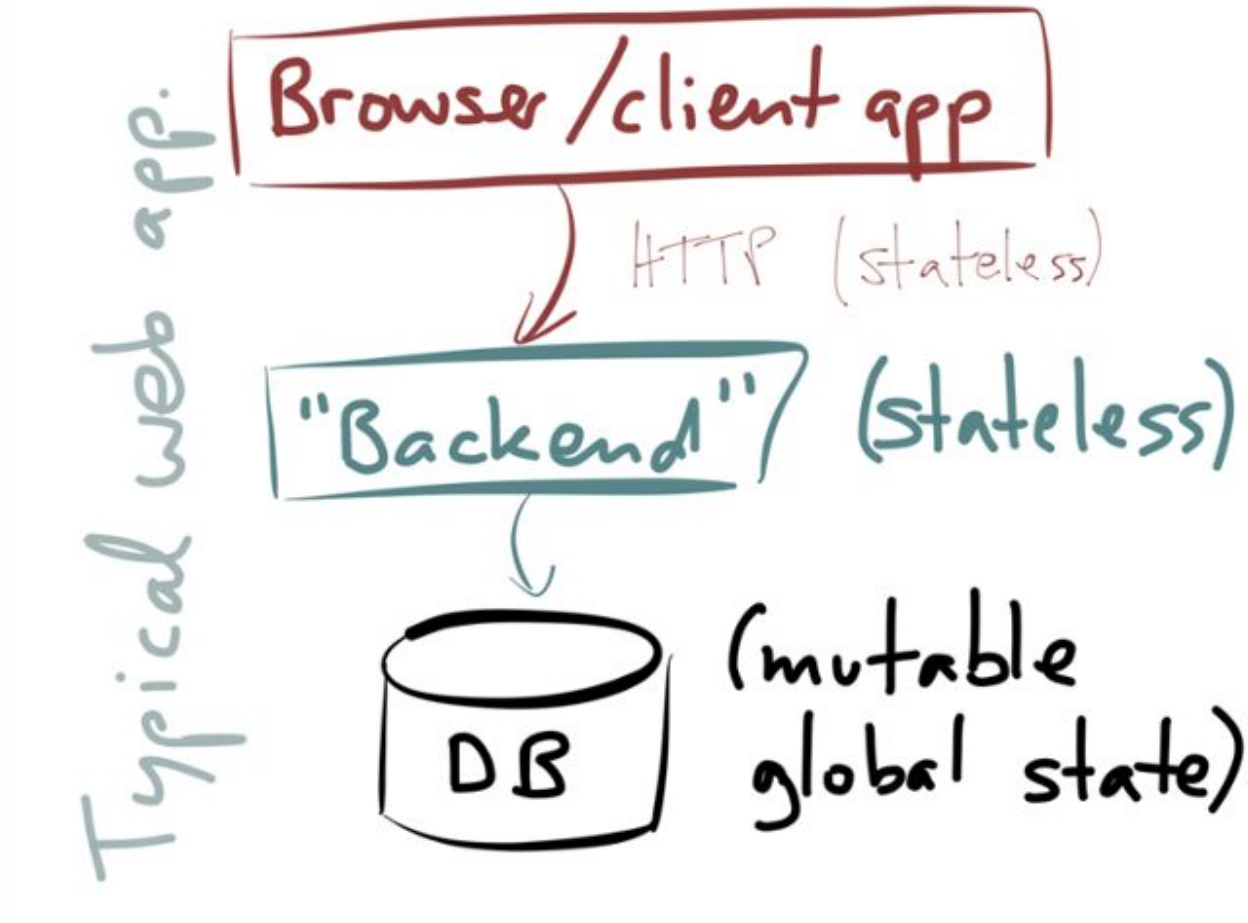 Typical web app.
Browser/client app
HTTP (stateless)
"Backend" (stateless)
DB
(mutable
global state)